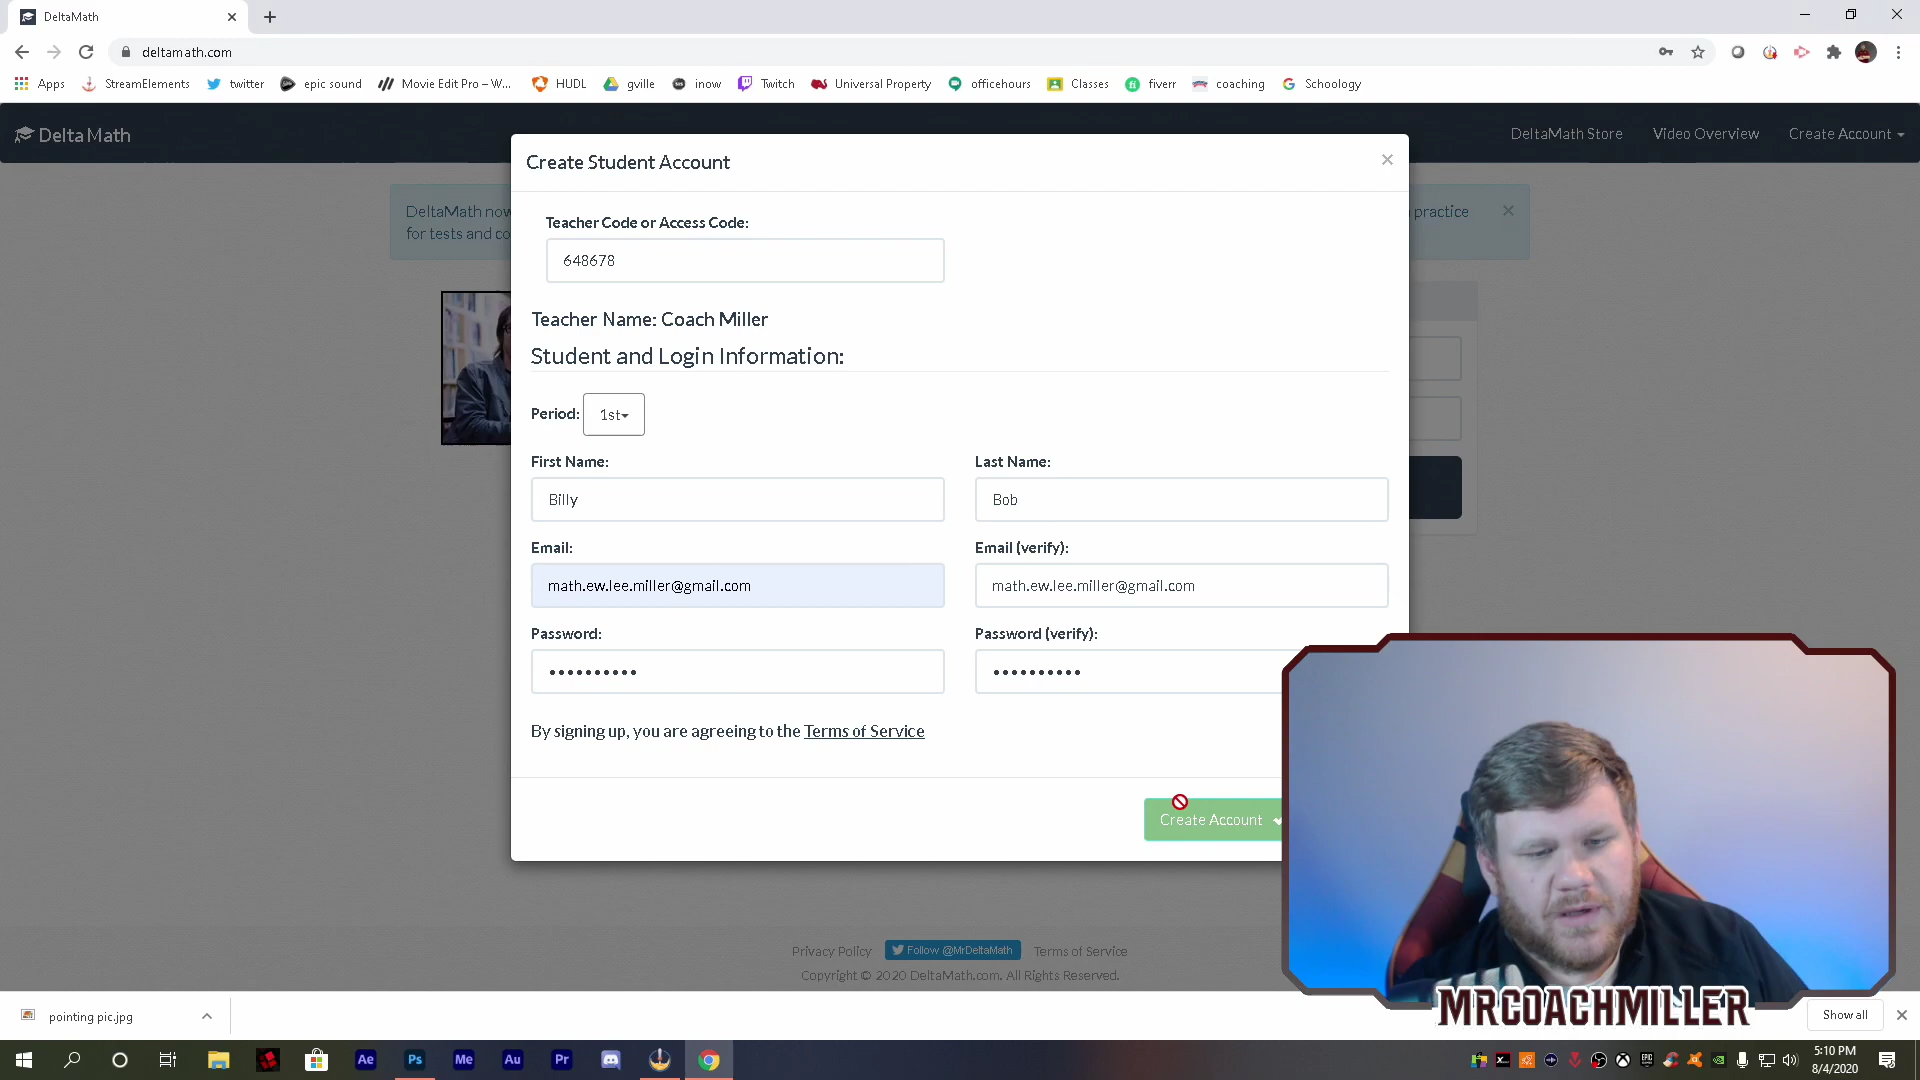 DeltaMath
deltamath.com
Apps StreamElements twitter epic sound Movie Edit Pro – W... HUDL gville inow Twitch Universal Property officehours Classes fiverr coaching Schoology
Delta Math
DeltaMath Store Video Overview Create Account
Create Student Account
DeltaMath now
practice
for tests and co
Teacher Code or Access Code:
648678
Teacher Name: Coach Miller
Student and Login Information:
Period: 1st
First Name: Last Name:
Billy Bob
Email: Email (verify):
math.ew.lee.miller@gmail.com math.ew.lee.miller@gmail.com
Password: Password (verify):
By signing up, you are agreeing to the Terms of Service
Create Account
Privacy Policy Follow @MrDeltaMath Terms of Service
Copyright © 2020 DeltaMath.com. All Rights Reserved.
MRCOACHMILLER
pointing pic.jpg
Show all
Ae Ps Me Au Pr
5:10 PM
8/4/2020